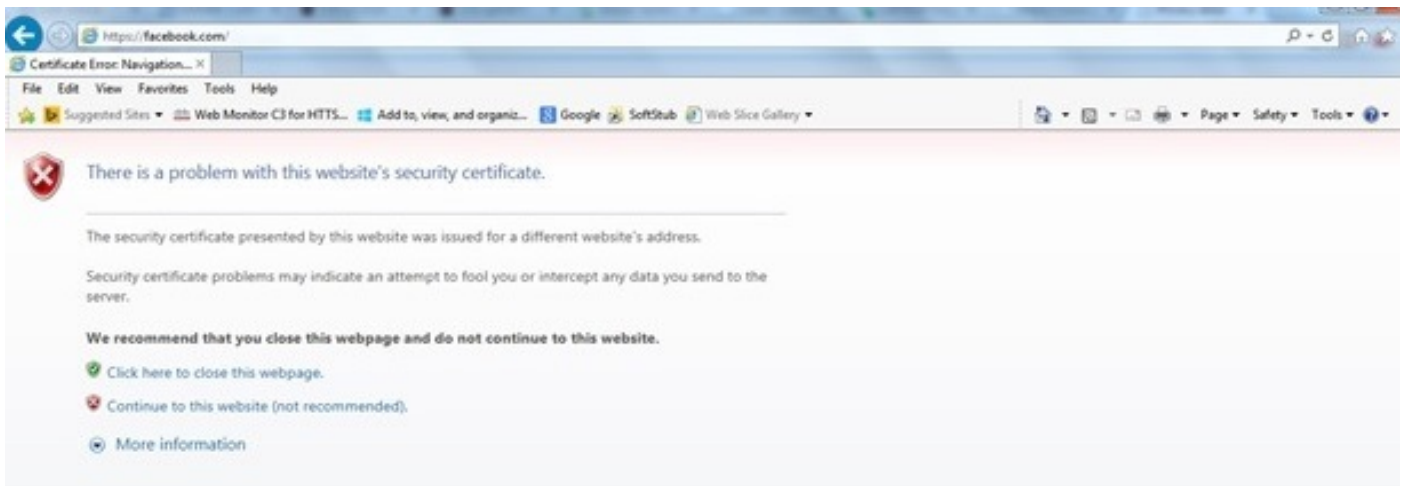 https://facebook.com/
Certificate Error: Navigation...
File Edit View Favorites Tools Help
Suggested Sites Web Monitor C3 for HTTS... Add to, view, and organiz... Google SoftStub Web Slice Gallery Page Safety Tools
There is a problem with this website's security certificate.
The security certificate presented by this website was issued for a different website's address.
Security certificate problems may indicate an attempt to fool you or intercept any data you send to the
server.
We recommend that you close this webpage and do not continue to this website.
Click here to close this webpage.
Continue to this website (not recommended).
More information